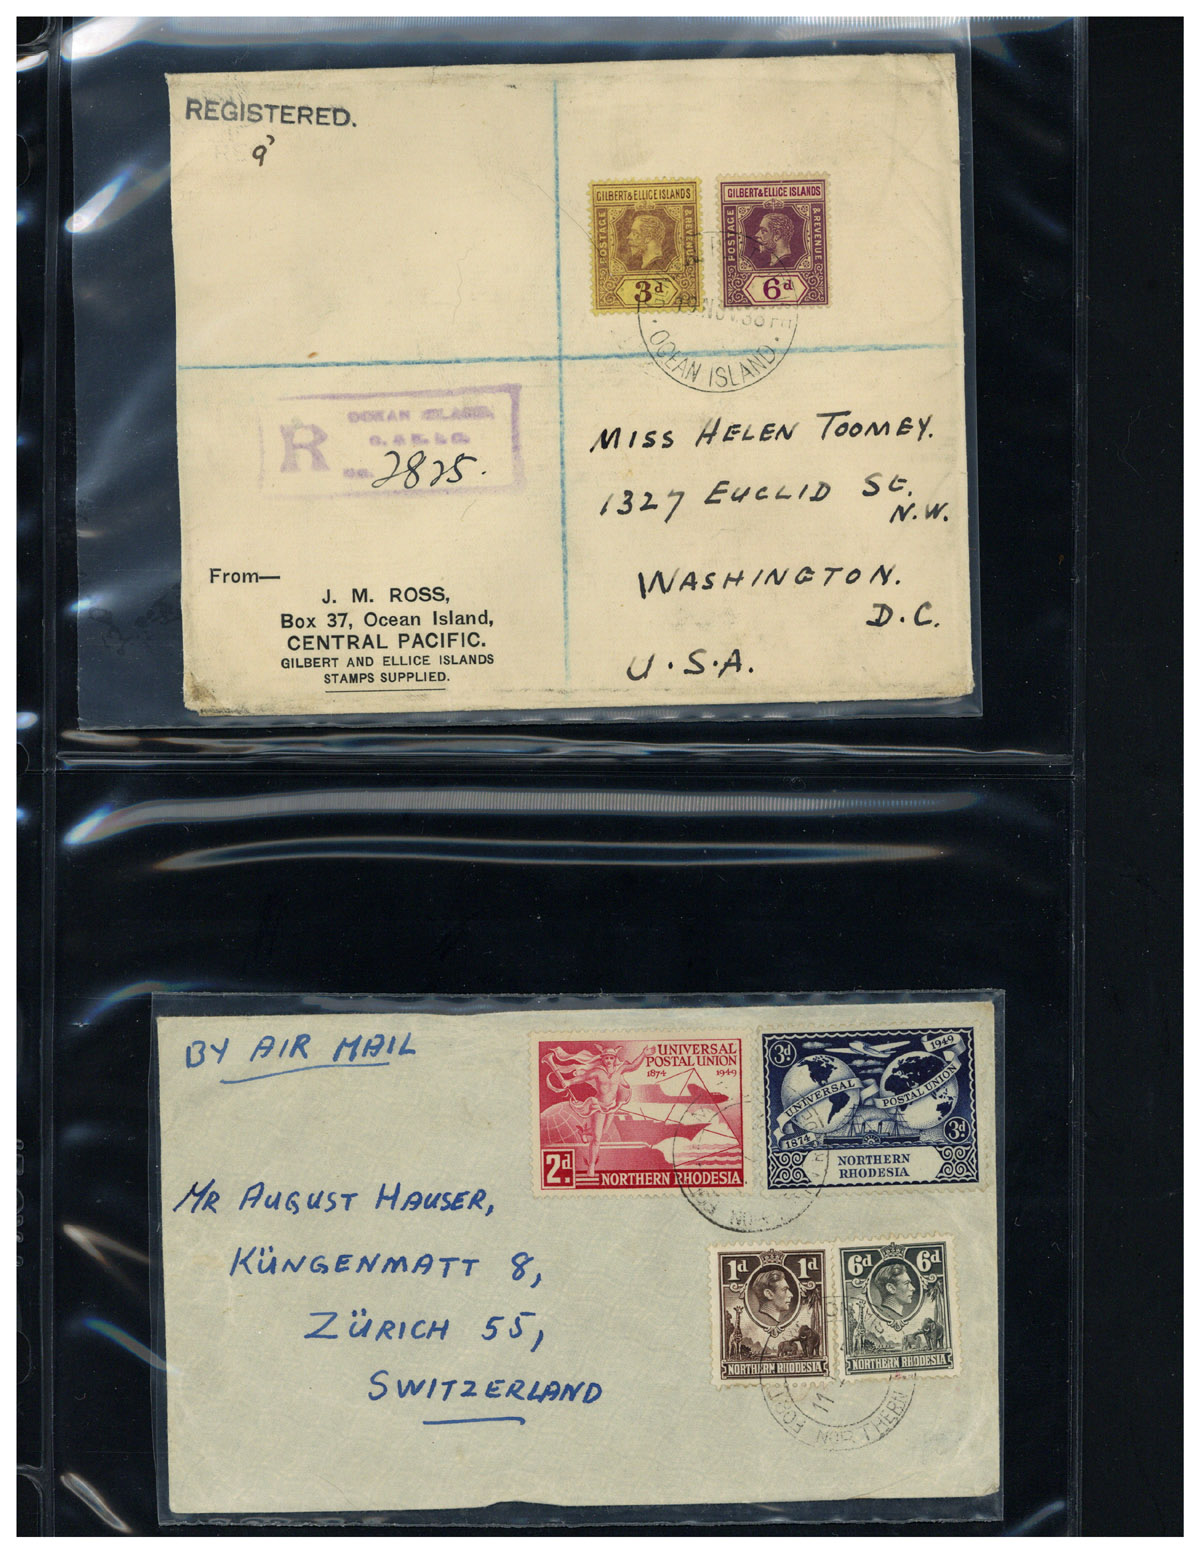 REGISTERED.
9
GILBERT & ELLICE ISLANDS
POSTAGE
& REVENUE
3d
GILBERT & ELLICE ISLANDS
POSTAGE
& REVENUE
6d
OCEAN ISLAND
R
OCEAN ISLAND,
2825.
MISS HELEN TOOMEY.
1327 EUCLID ST.
N.W.
WASHINGTON.
D.C.
U.S.A.
From—
J. M. ROSS,
Box 37, Ocean Island,
CENTRAL PACIFIC.
GILBERT AND ELLICE ISLANDS
STAMPS SUPPLIED.
BY AIR MAIL
UNIVERSAL
POSTAL UNION
1874 1949
2d.
NORTHERN RHODESIA
3d
1949
UNIVERSAL POSTAL UNION
1874
3d
NORTHERN
RHODESIA
MR AUGUST HAUSER,
KÜNGENMATT 8,
ZÜRICH 55,
SWITZERLAND
1d 1d
NORTHERN RHODESIA
6d 6d
NORTHERN RHODESIA
11
NORTHERN